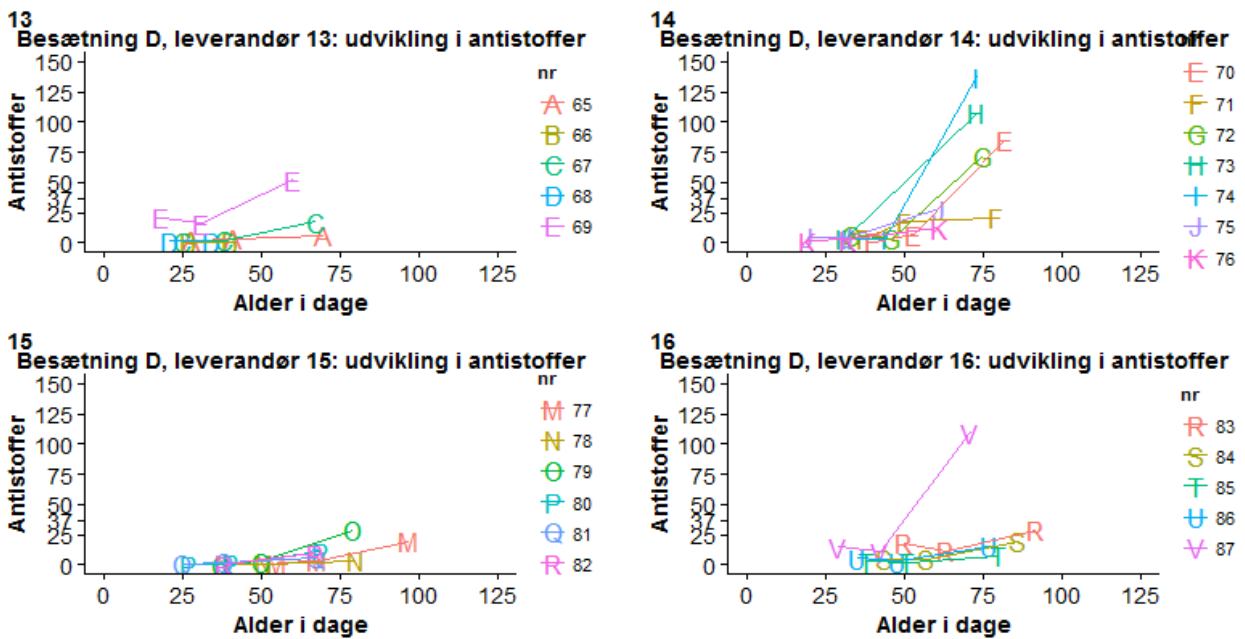 13
Besætning D, leverandør 13: udvikling i antistoffer
150
125
100
75
50
37
25
0
Antistoffer
0 25 50 75 100 125
Alder i dage
nr
A 65
B 66
C 67
D 68
E 69
14
Besætning D, leverandør 14: udvikling i antistoffer
150
125
100
75
50
37
25
0
Antistoffer
0 25 50 75 100 125
Alder i dage
E 70
F 71
G 72
H 73
I 74
J 75
K 76
15
Besætning D, leverandør 15: udvikling i antistoffer
150
125
100
75
50
37
25
0
Antistoffer
0 25 50 75 100 125
Alder i dage
nr
M 77
N 78
O 79
P 80
Q 81
R 82
16
Besætning D, leverandør 16: udvikling i antistoffer
150
125
100
75
50
37
25
0
Antistoffer
0 25 50 75 100 125
Alder i dage
nr
R 83
S 84
T 85
U 86
V 87